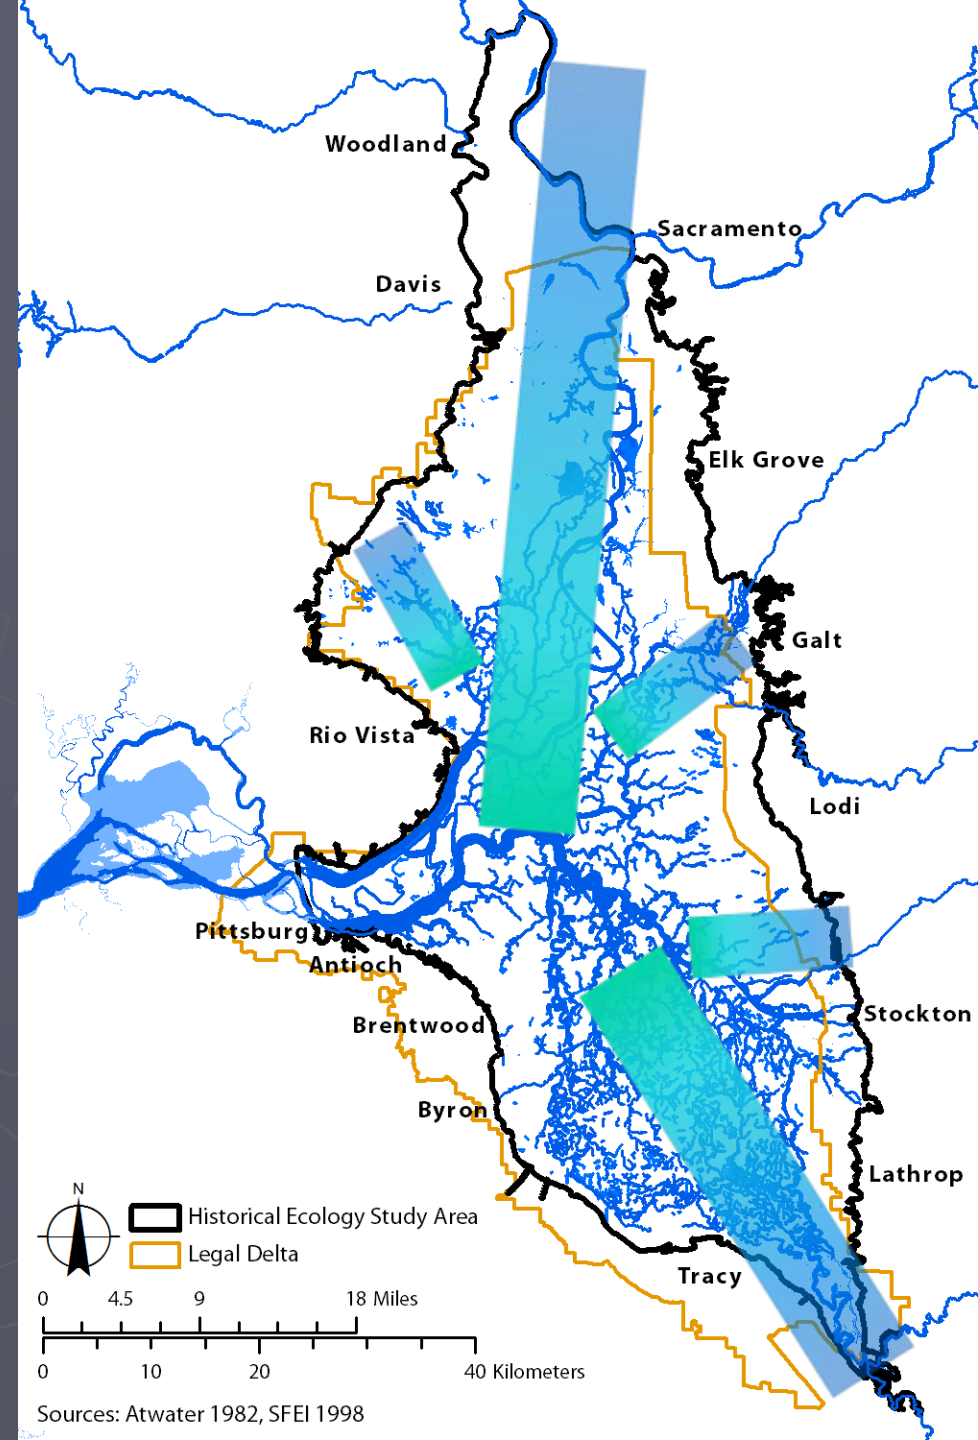 Woodland
Sacramento
Davis
Elk Grove
Galt
Rio Vista
Lodi
Pittsburg
Antioch
Stockton
Brentwood
Byron
Lathrop
Tracy
N
Historical Ecology Study Area
Legal Delta
0 4.5 9 18 Miles
0 10 20 40 Kilometers
Sources: Atwater 1982, SFEI 1998